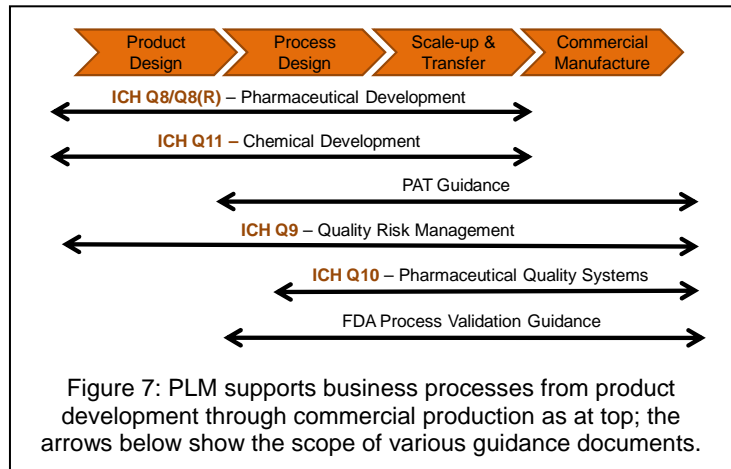 Product Design
Process Design
Scale-up & Transfer
Commercial Manufacture
ICH Q8/Q8(R) – Pharmaceutical Development
ICH Q11 – Chemical Development
PAT Guidance
ICH Q9 – Quality Risk Management
ICH Q10 – Pharmaceutical Quality Systems
FDA Process Validation Guidance
Figure 7: PLM supports business processes from product
development through commercial production as at top; the
arrows below show the scope of various guidance documents.